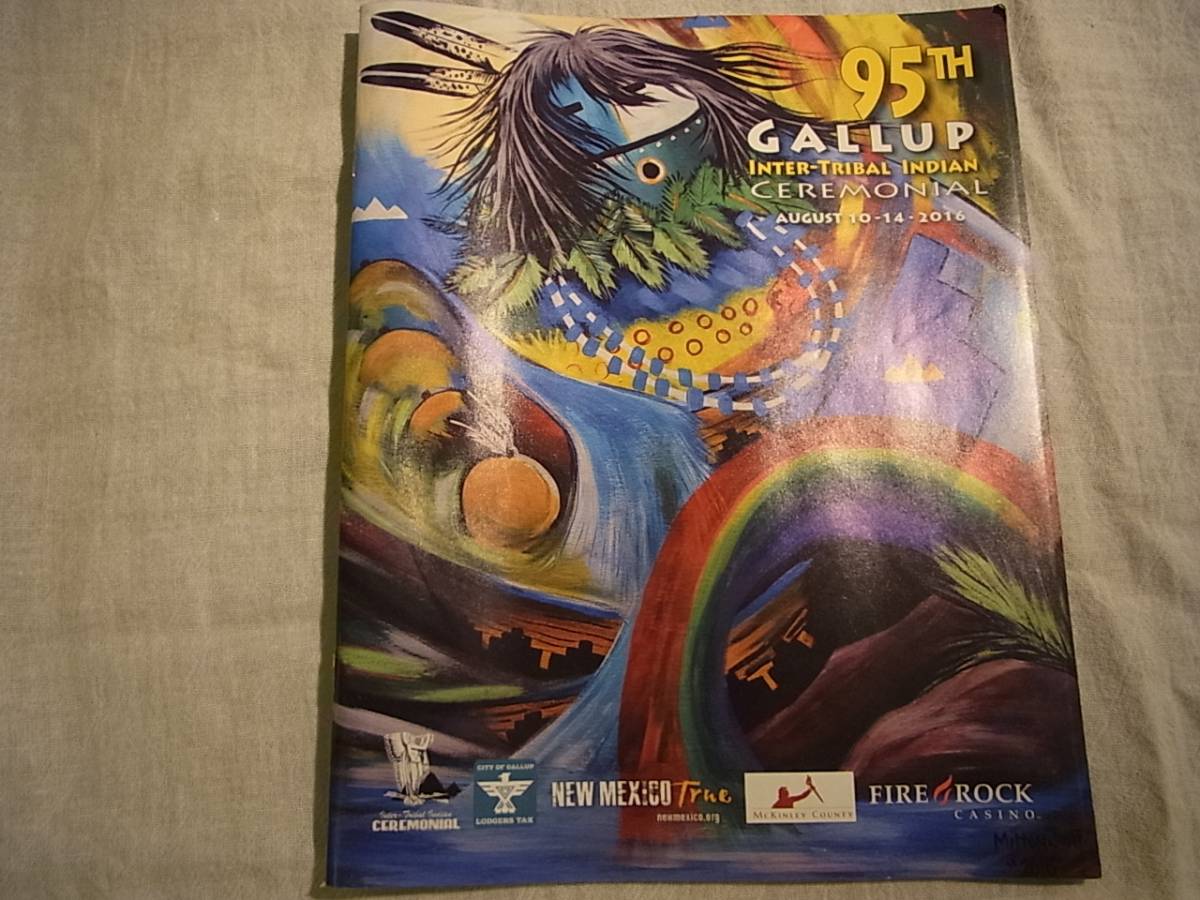 95TH
GALLUP
INTER-TRIBAL INDIAN
CEREMONIAL
AUGUST 10-14-2016
Inter-Tribal Indian
CEREMONIAL
CITY OF GALLUP
LODGERS TAX
NEW MEXICO True
newmexico.org
MCKINLEY COUNTY
FIRE ROCK
CASINO